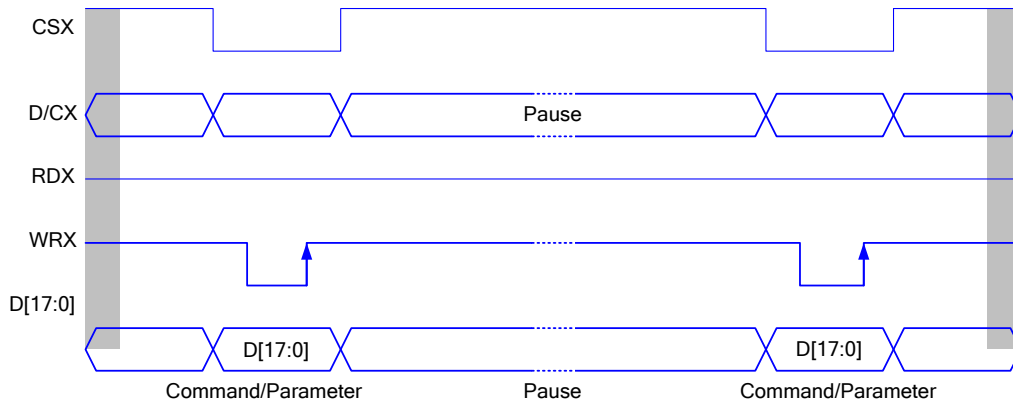 CSX
D/CX Pause
RDX
WRX
D[17:0]
D[17:0] D[17:0]
Command/Parameter Pause Command/Parameter